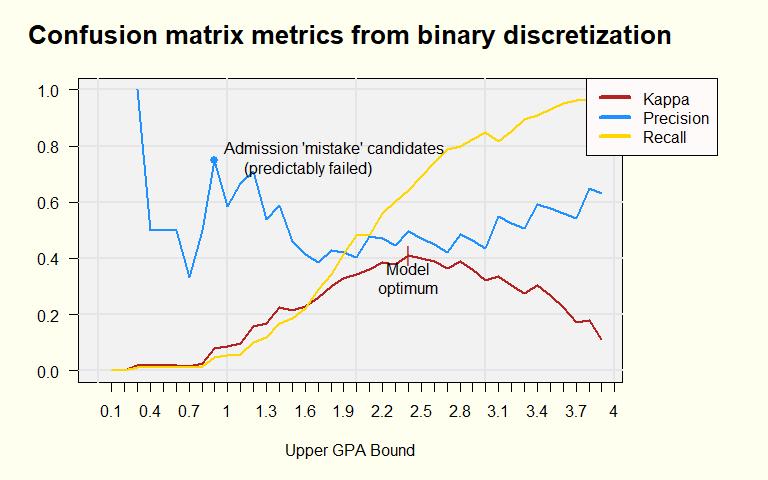 Confusion matrix metrics from binary discretization
Kappa
Precision
Recall
Admission 'mistake' candidates
(predictably failed)
Model
optimum
1.0
0.8
0.6
0.4
0.2
0.0
0.1 0.4 0.7 1 1.3 1.6 1.9 2.2 2.5 2.8 3.1 3.4 3.7 4
Upper GPA Bound